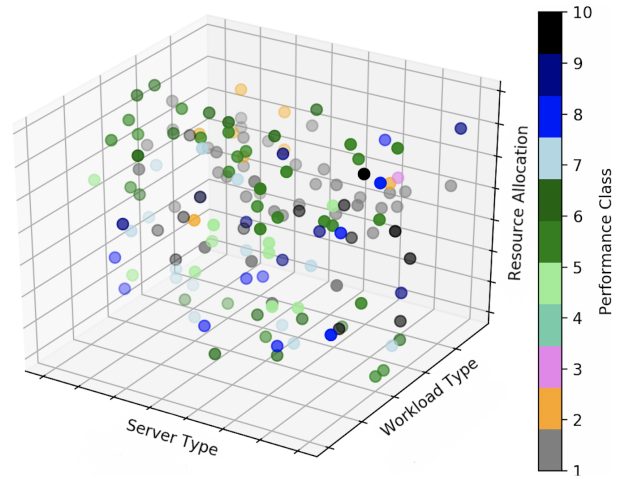 10
9
8
7
6
5
4
3
2
1
Performance Class
Resource Allocation
Workload Type
Server Type